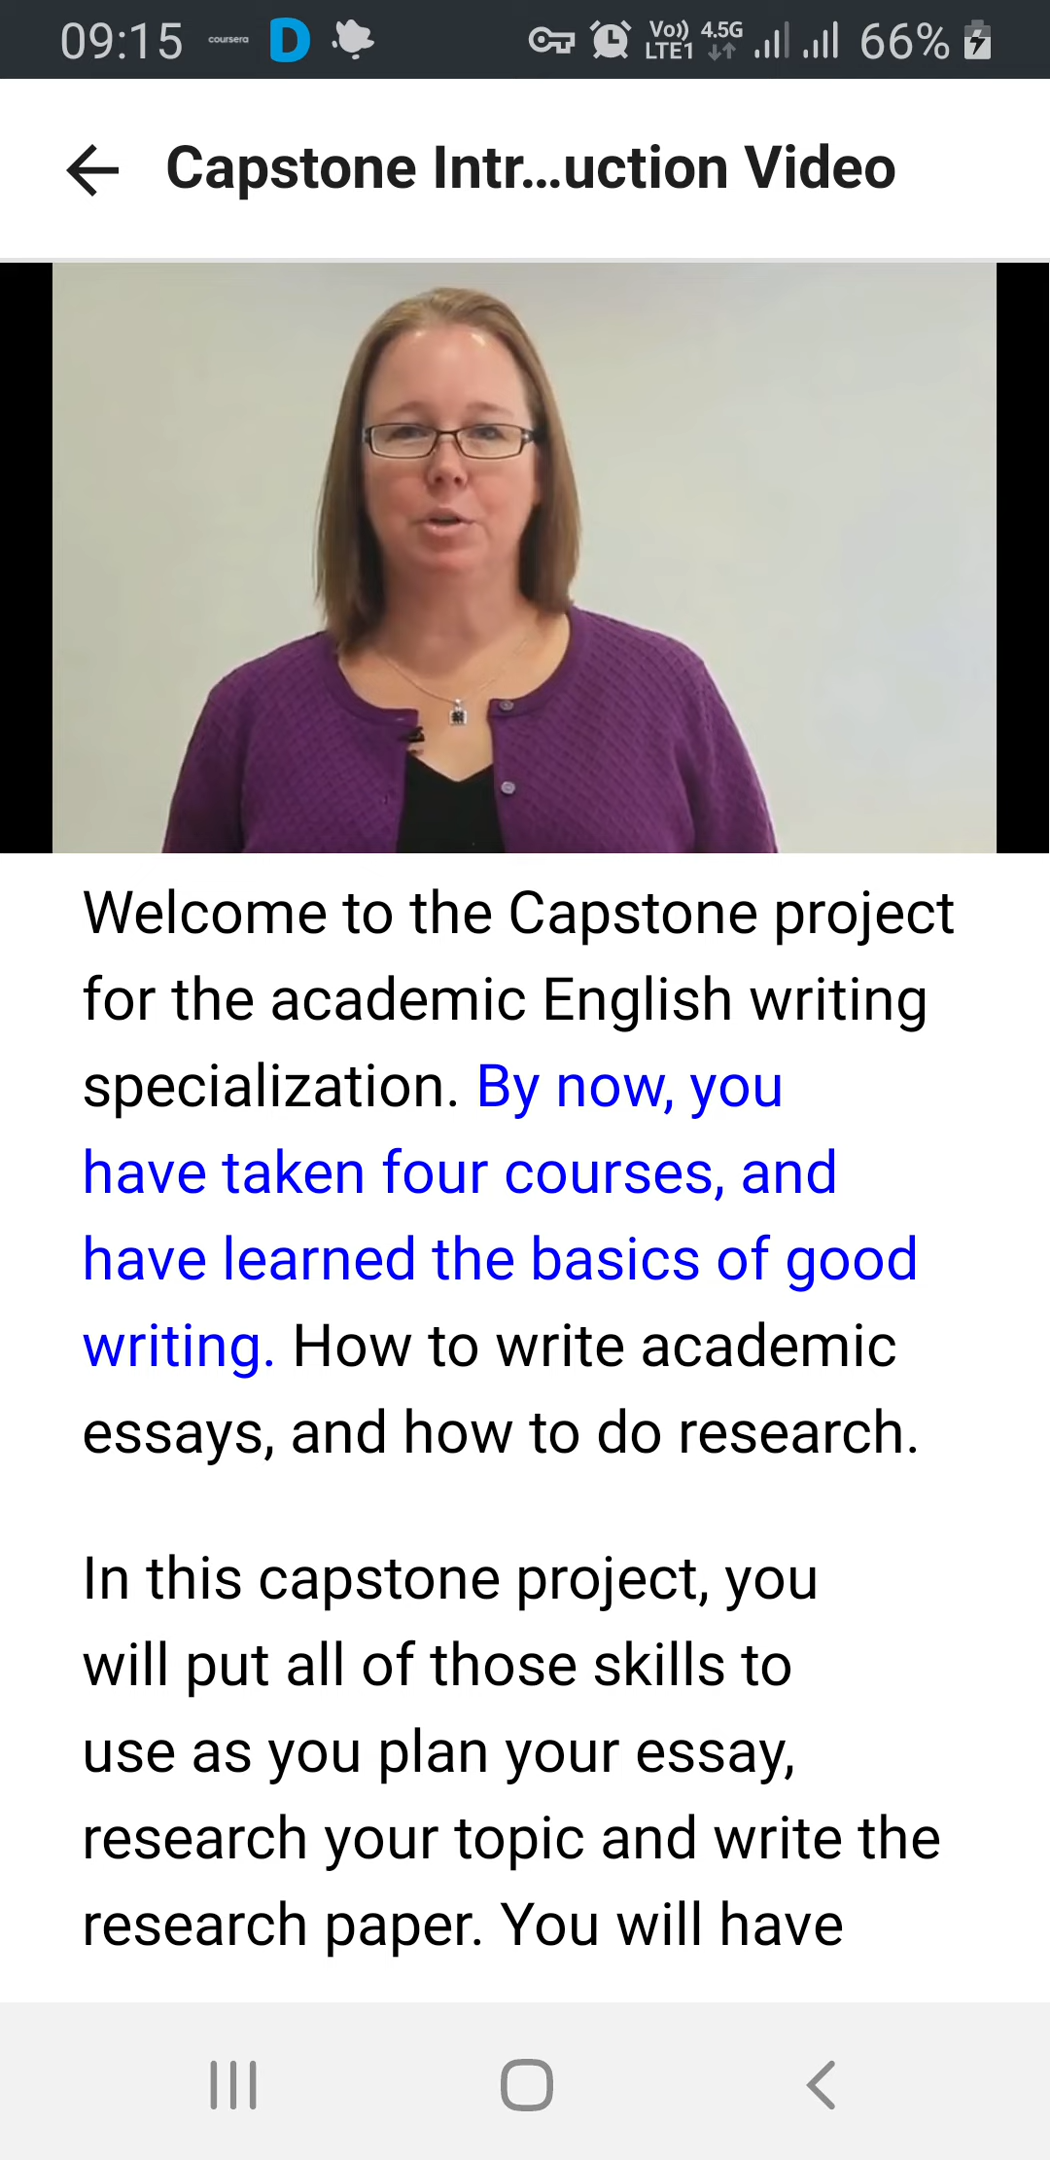 09:15 coursera D Vo)) LTE1 4.5G 66%
Capstone Intr...uction Video
Welcome to the Capstone project
for the academic English writing
specialization. By now, you
have taken four courses, and
have learned the basics of good
writing. How to write academic
essays, and how to do research.
In this capstone project, you
will put all of those skills to
use as you plan your essay,
research your topic and write the
research paper. You will have